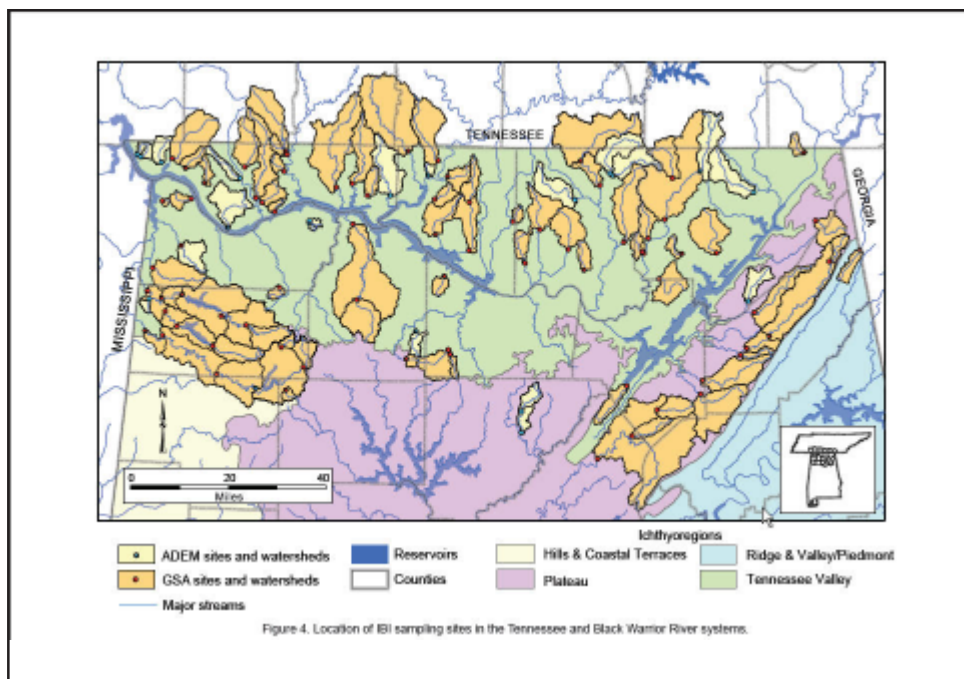 TENNESSEE
GEORGIA
MISSISSIPPI
N
0 20 40
Miles
Ichthyoregions
ADEM sites and watersheds
Reservoirs
Hills & Coastal Terraces
Ridge & Valley/Piedmont
GSA sites and watersheds
Counties
Plateau
Tennessee Valley
Major streams
Figure 4. Location of IBI sampling sites in the Tennessee and Black Warrior River systems.